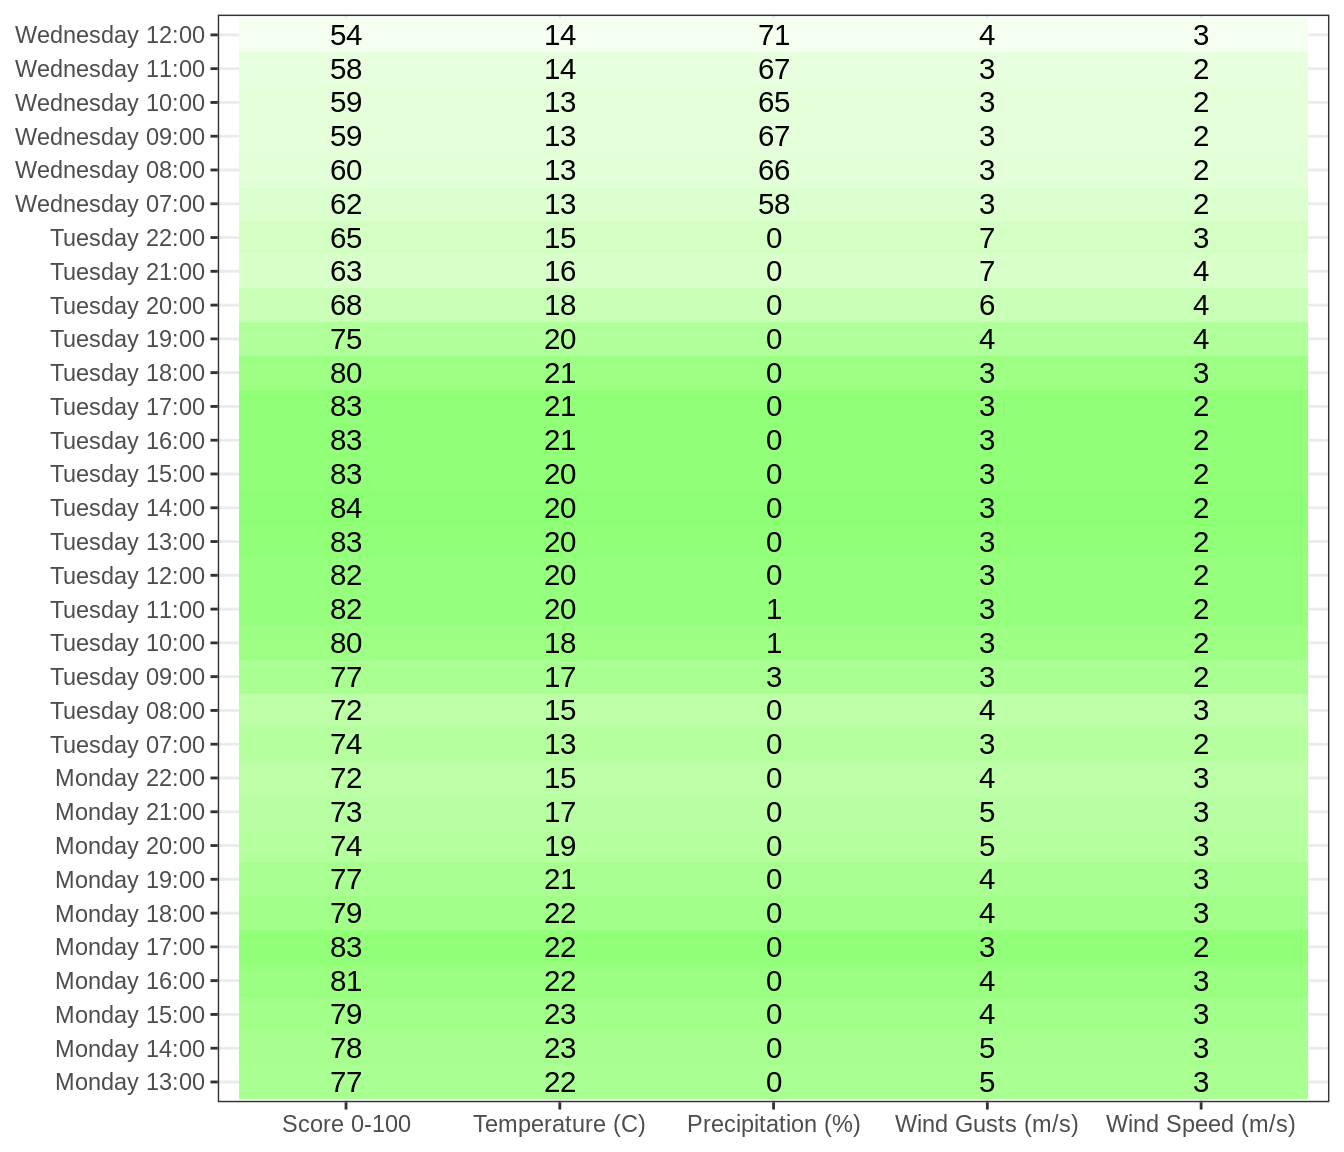 Wednesday 12:00 54 14 71 4 3
Wednesday 11:00 58 14 67 3 2
Wednesday 10:00 59 13 65 3 2
Wednesday 09:00 59 13 67 3 2
Wednesday 08:00 60 13 66 3 2
Wednesday 07:00 62 13 58 3 2
Tuesday 22:00 65 15 0 7 3
Tuesday 21:00 63 16 0 7 4
Tuesday 20:00 68 18 0 6 4
Tuesday 19:00 75 20 0 4 4
Tuesday 18:00 80 21 0 3 3
Tuesday 17:00 83 21 0 3 2
Tuesday 16:00 83 21 0 3 2
Tuesday 15:00 83 20 0 3 2
Tuesday 14:00 84 20 0 3 2
Tuesday 13:00 83 20 0 3 2
Tuesday 12:00 82 20 0 3 2
Tuesday 11:00 82 20 1 3 2
Tuesday 10:00 80 18 1 3 2
Tuesday 09:00 77 17 3 3 2
Tuesday 08:00 72 15 0 4 3
Tuesday 07:00 74 13 0 3 2
Monday 22:00 72 15 0 4 3
Monday 21:00 73 17 0 5 3
Monday 20:00 74 19 0 5 3
Monday 19:00 77 21 0 4 3
Monday 18:00 79 22 0 4 3
Monday 17:00 83 22 0 3 2
Monday 16:00 81 22 0 4 3
Monday 15:00 79 23 0 4 3
Monday 14:00 78 23 0 5 3
Monday 13:00 77 22 0 5 3
Score 0-100 Temperature (C) Precipitation (%) Wind Gusts (m/s) Wind Speed (m/s)